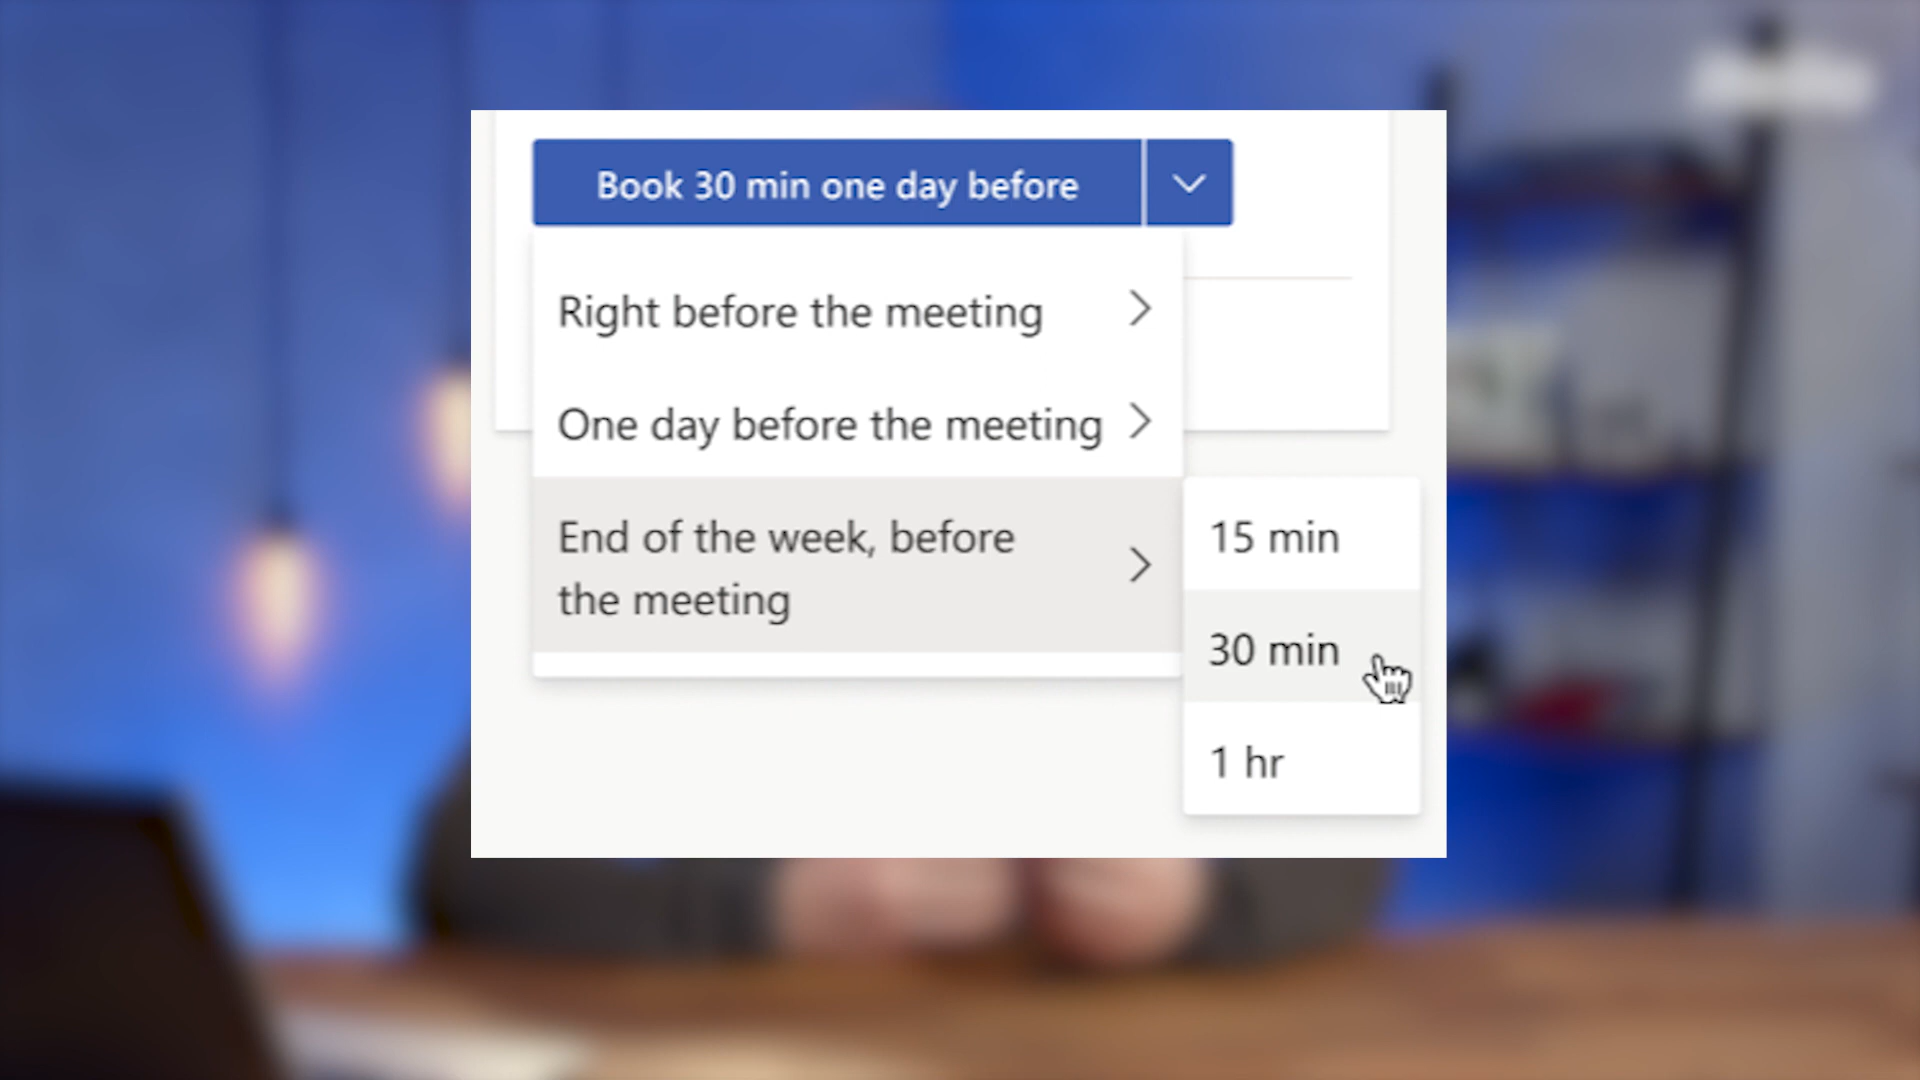 Book 30 min one day before
Right before the meeting
One day before the meeting
End of the week, before
the meeting
15 min
30 min
1 hr